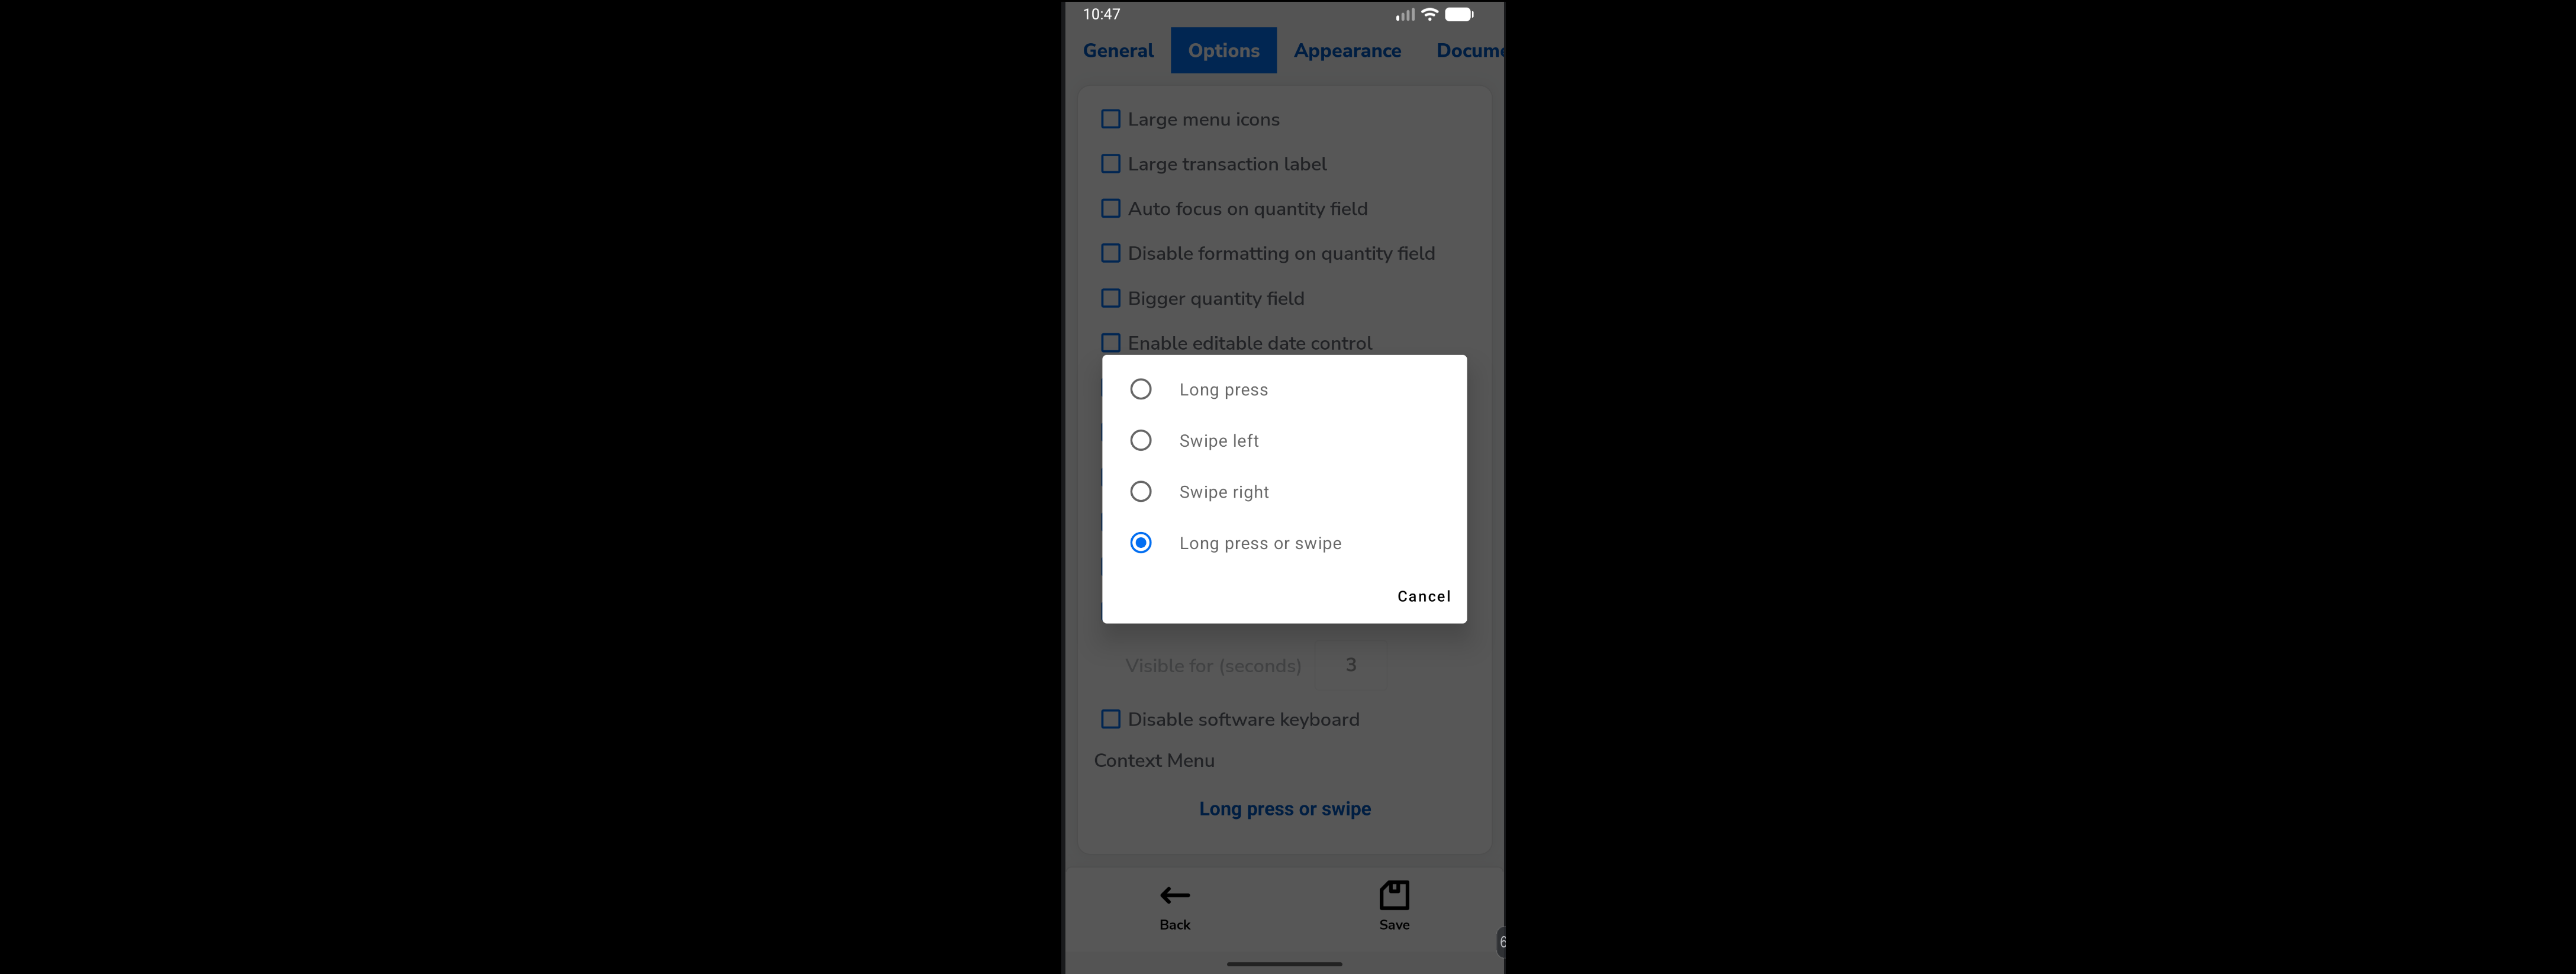 10:47
General Options Appearance Docume
Large menu icons
Large transaction label
Auto focus on quantity field
Disable formatting on quantity field
Bigger quantity field
Enable editable date control
Long press
Swipe left
Swipe right
Long press or swipe
Cancel
Visible for (seconds) 3
Disable software keyboard
Context Menu
Long press or swipe
Back Save